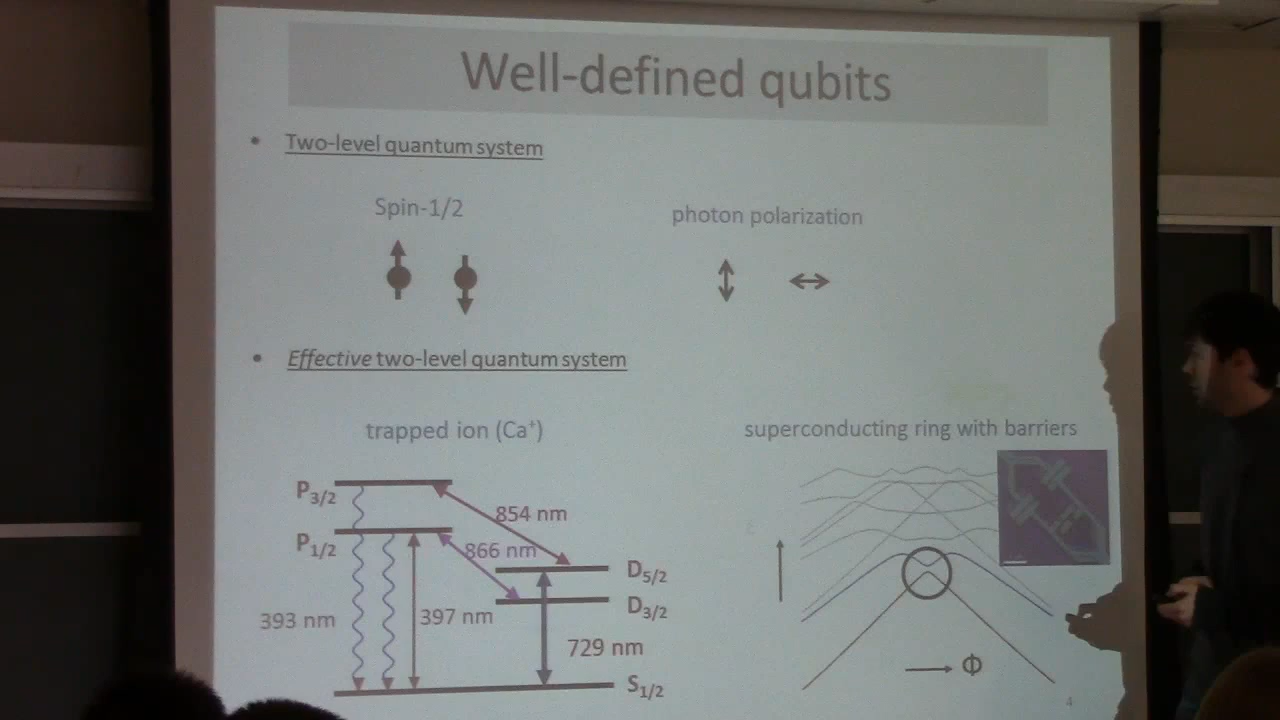 Well-defined qubits
• Two-level quantum system
Spin-1/2
photon polarization
• Effective two-level quantum system
trapped ion (Ca⁺)
superconducting ring with barriers
P3/2
854 nm
P1/2
866 nm
D5/2
D3/2
393 nm
397 nm
729 nm
Φ
S1/2
4